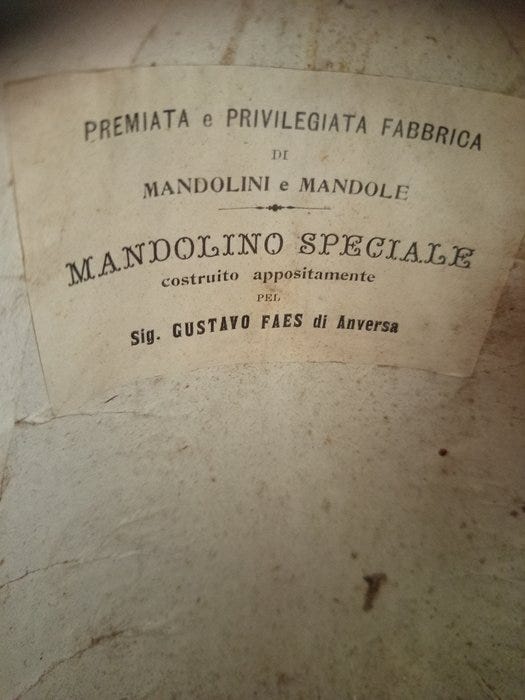 PREMIATA e PRIVILEGIATA FABBRICA
DI
MANDOLINI e MANDOLE
MANDOLINO SPECIALE
costruito appositamente
PEL
Sig. GUSTAVO FAES di Anversa